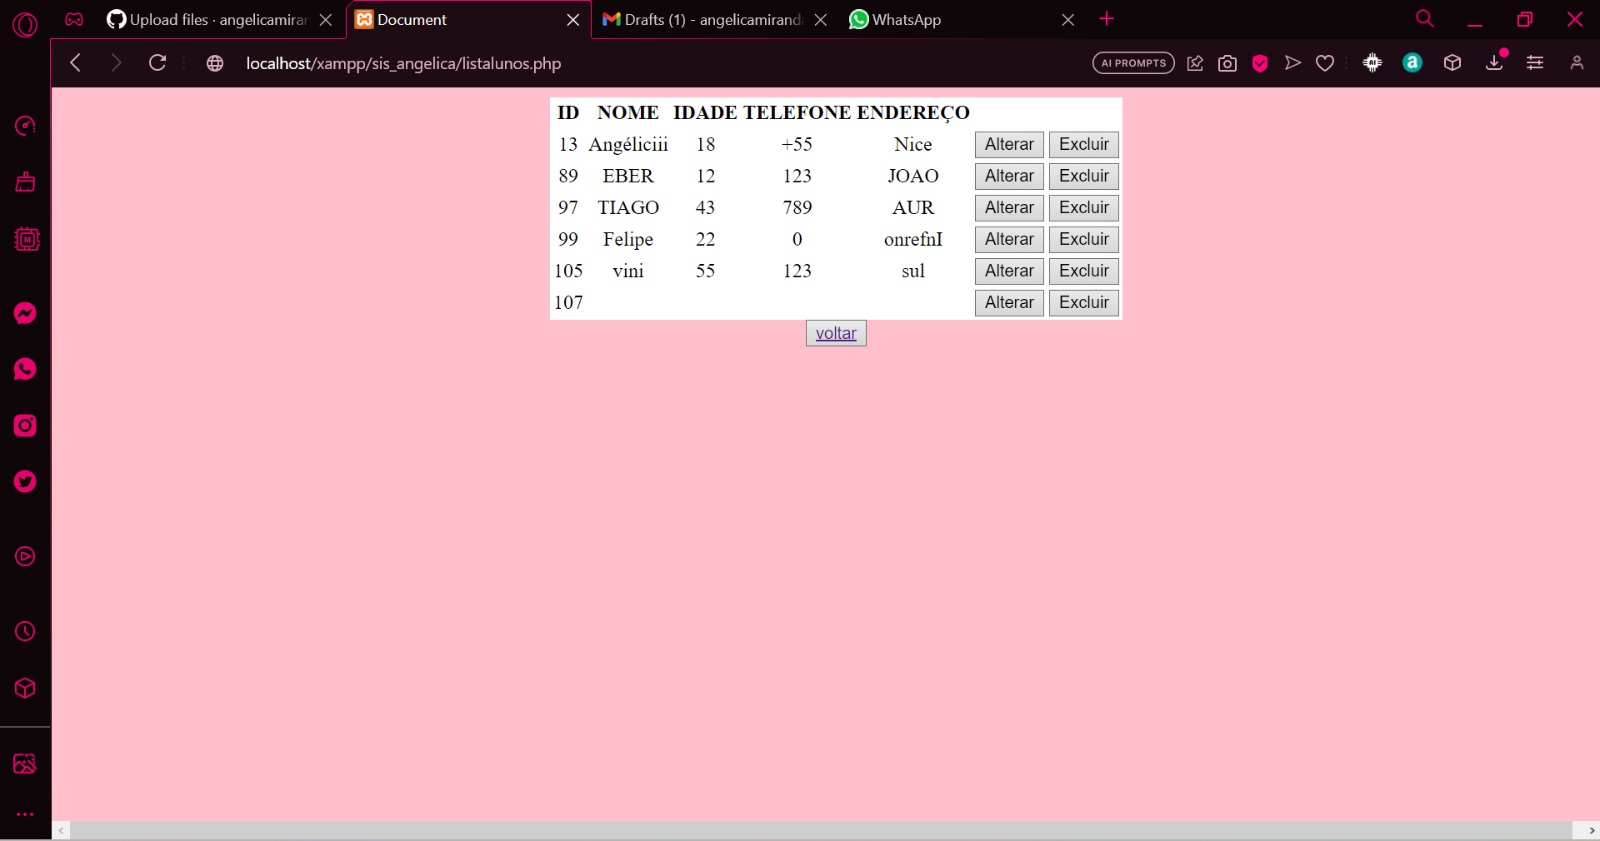 Upload files · angelicamiran
Document
Drafts (1) - angelicamiranda
WhatsApp
localhost/xampp/sis_angelica/listalunos.php
AI PROMPTS
ID NOME IDADE TELEFONE ENDEREÇO
13 Angéliciii 18 +55 Nice Alterar Excluir
89 EBER 12 123 JOAO Alterar Excluir
97 TIAGO 43 789 AUR Alterar Excluir
99 Felipe 22 0 onrefnI Alterar Excluir
105 vini 55 123 sul Alterar Excluir
107 Alterar Excluir
voltar